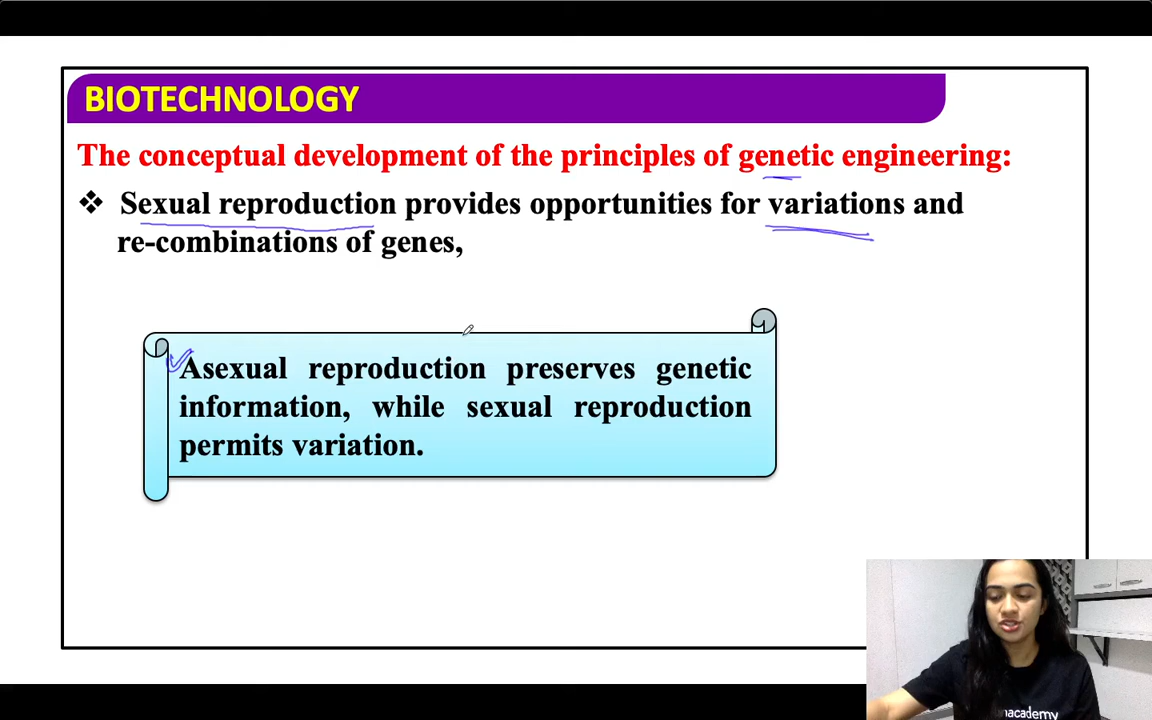 BIOTECHNOLOGY
The conceptual development of the principles of genetic engineering:
❖ Sexual reproduction provides opportunities for variations and
re-combinations of genes,
Asexual reproduction preserves genetic
information, while sexual reproduction
permits variation.